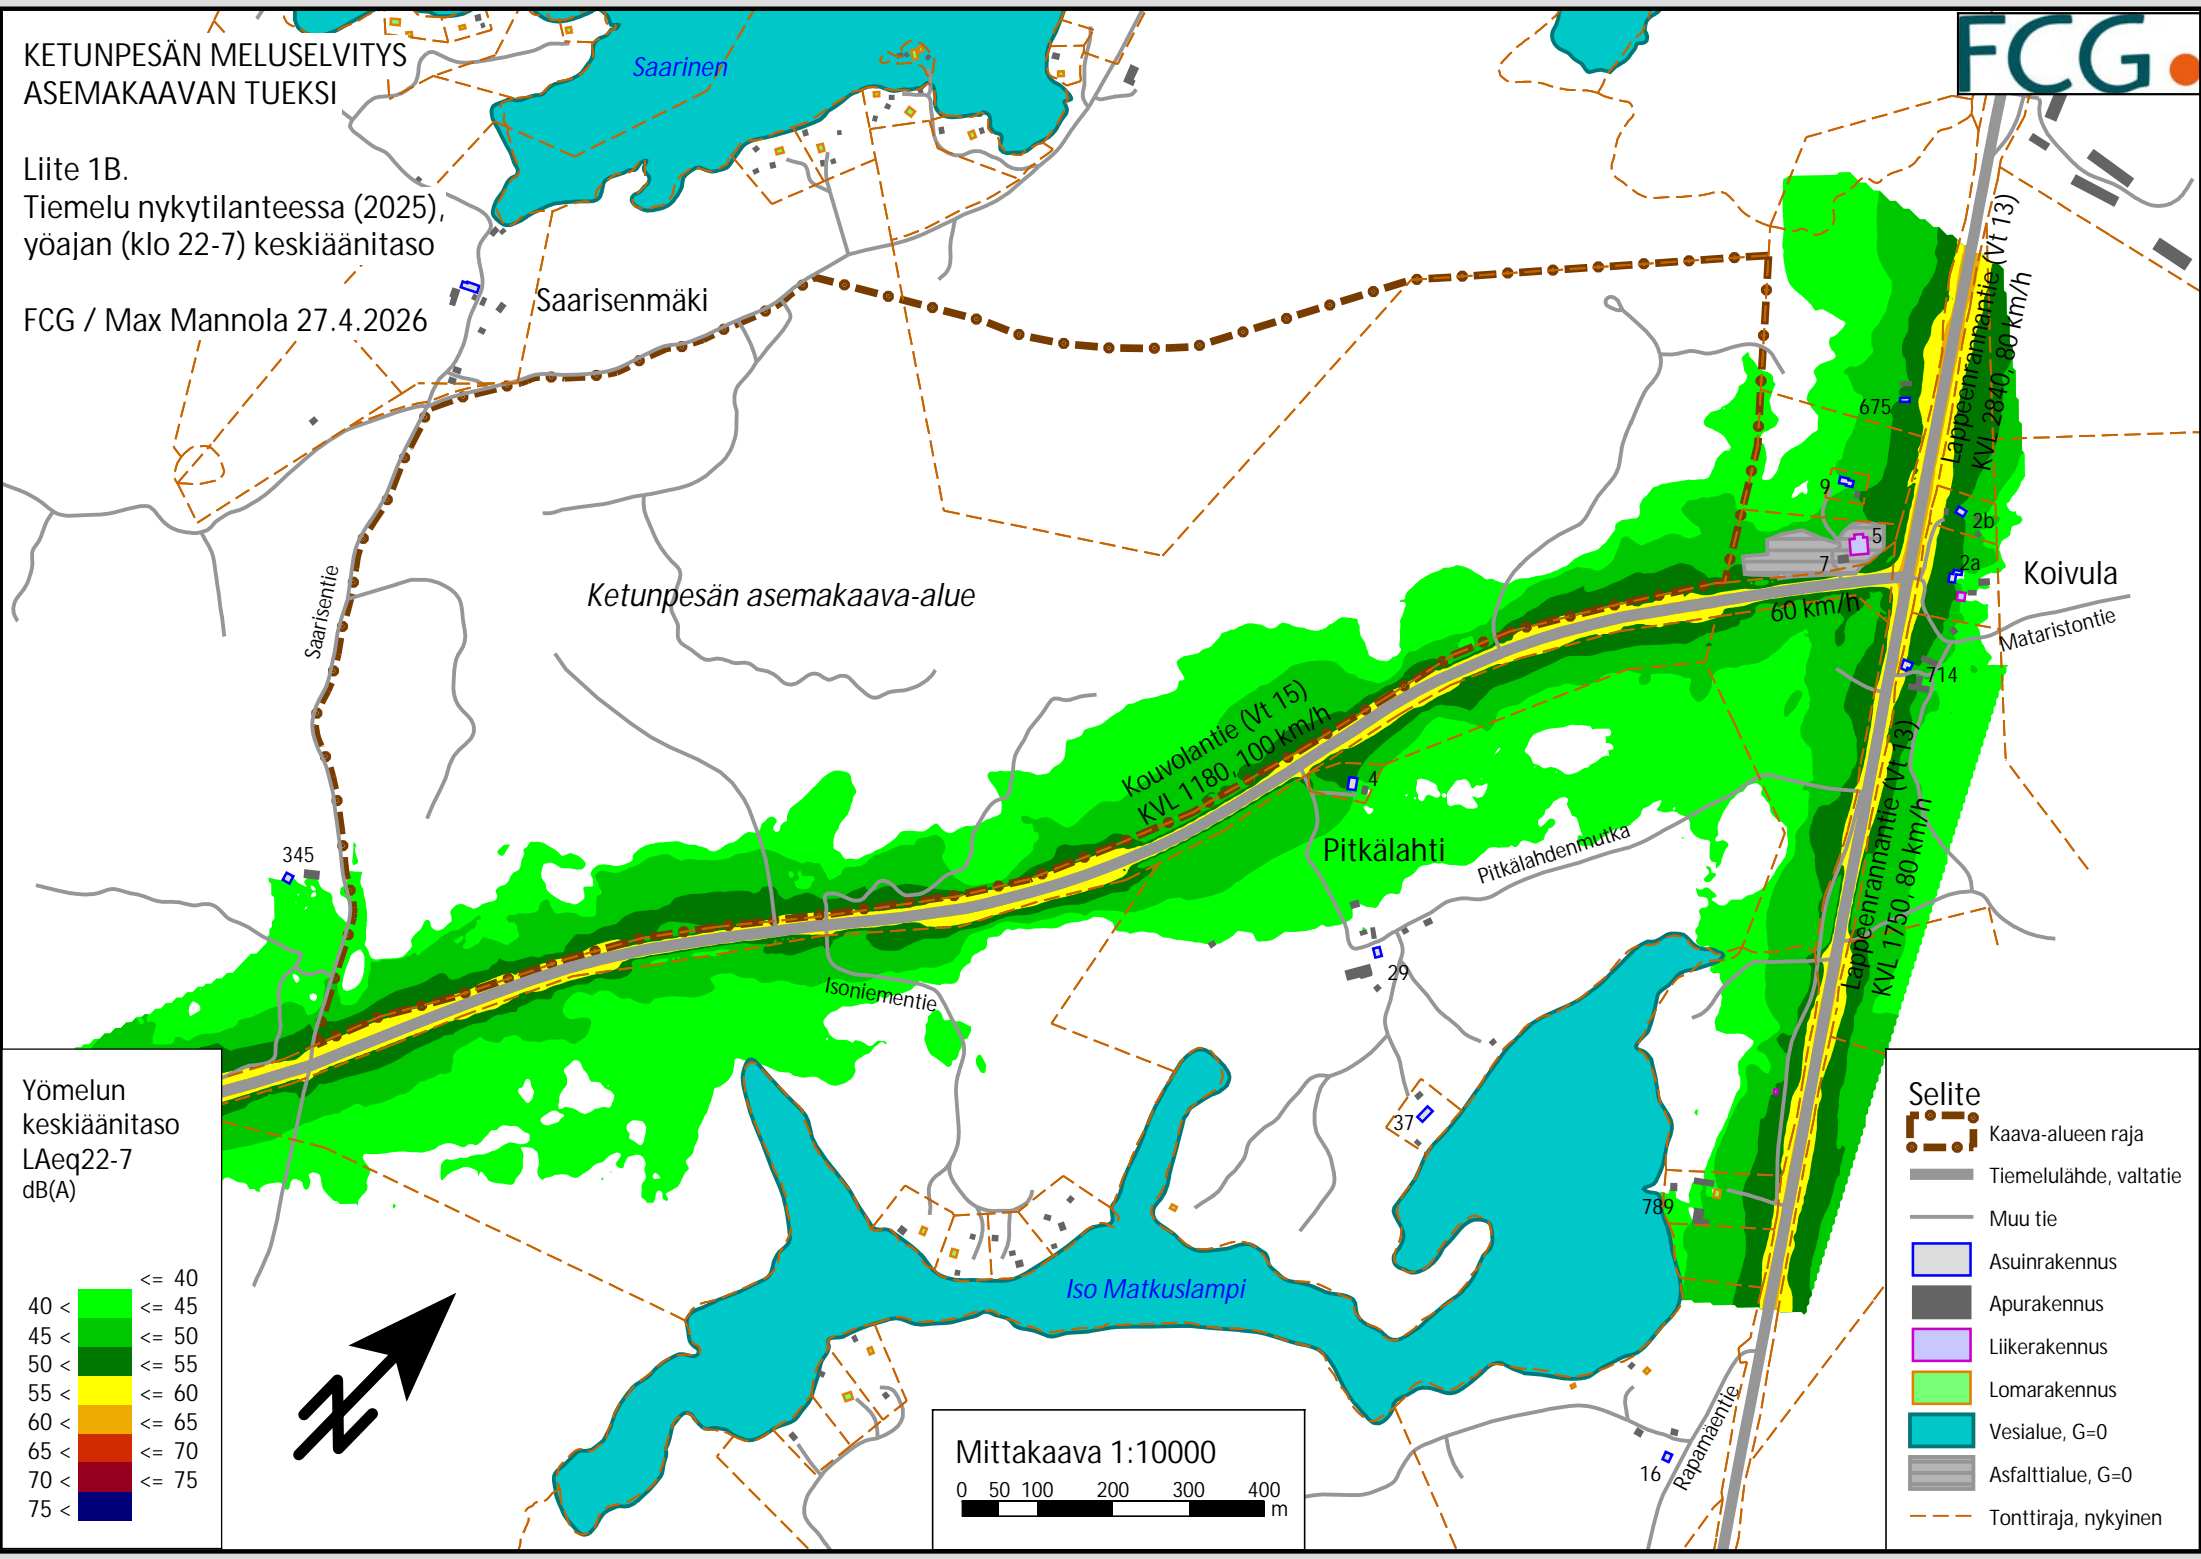 KETUNPESÄN MELUSELVITYS
ASEMAKAAVAN TUEKSI
Liite 1B.
Tiemelu nykytilanteessa (2025),
yöajan (klo 22-7) keskiäänitaso
FCG / Max Mannola 27.4.2026
FCG
Saarinen
Saarisenmäki
Saarisentie
Ketunpesän asemakaava-alue
Lappeenrannantie (Vt 13)
KVL 2840, 80 km/h
675
9
2b
5
7
2a
Koivula
60 km/h
Mataristontie
714
Kouvolantie (Vt 15)
KVL 1180, 100 km/h
4
Lappeenrannantie (Vt 13)
KVL 1750, 80 km/h
Pitkälahti
Pitkälahdenmutka
345
29
Isoniementie
37
789
Iso Matkuslampi
16
Rapamäentie
Yömelun
keskiäänitaso
LAeq22-7
dB(A)
<= 40
40 < <= 45
45 < <= 50
50 < <= 55
55 < <= 60
60 < <= 65
65 < <= 70
70 < <= 75
75 <
Mittakaava 1:10000
0 50 100 200 300 400
m
Selite
Kaava-alueen raja
Tiemelulähde, valtatie
Muu tie
Asuinrakennus
Apurakennus
Liikerakennus
Lomarakennus
Vesialue, G=0
Asfalttialue, G=0
Tonttiraja, nykyinen